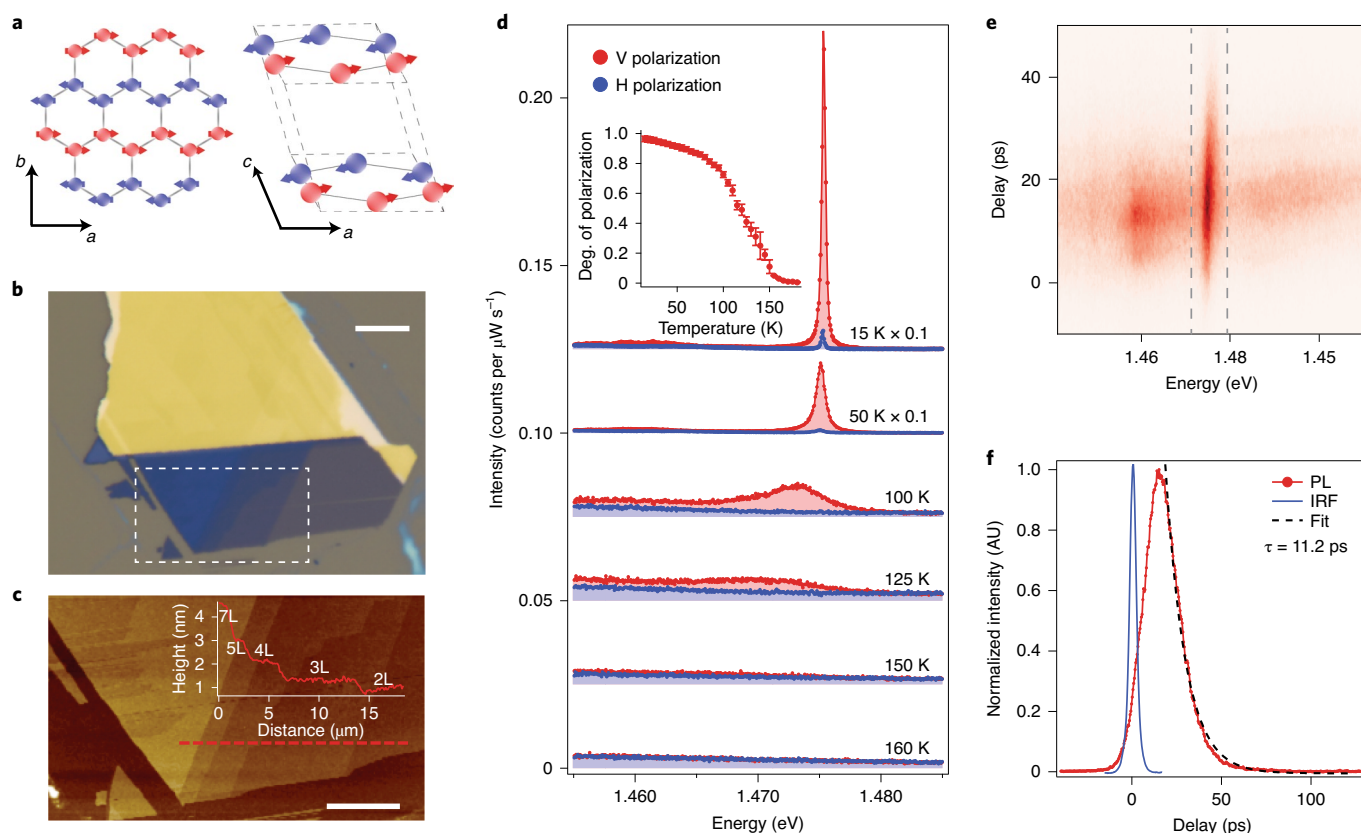 a
b
a
c
a
b
c
Height (nm)
4
3
2
1
7L
5L
4L
3L
2L
0
5
10
15
Distance (μm)
d
V polarization
H polarization
Deg. of polarization
1.0
0.8
0.6
0.4
0.2
0
50
100
150
Temperature (K)
Intensity (counts per μW s⁻¹)
0.20
0.15
0.10
0.05
0
15 K × 0.1
50 K × 0.1
100 K
125 K
150 K
160 K
1.460
1.470
1.480
Energy (eV)
e
Delay (ps)
40
20
0
1.46
1.48
1.45
Energy (eV)
f
Normalized intensity (AU)
1.0
0.8
0.6
0.4
0.2
0
PL
IRF
Fit
τ = 11.2 ps
0
50
100
Delay (ps)